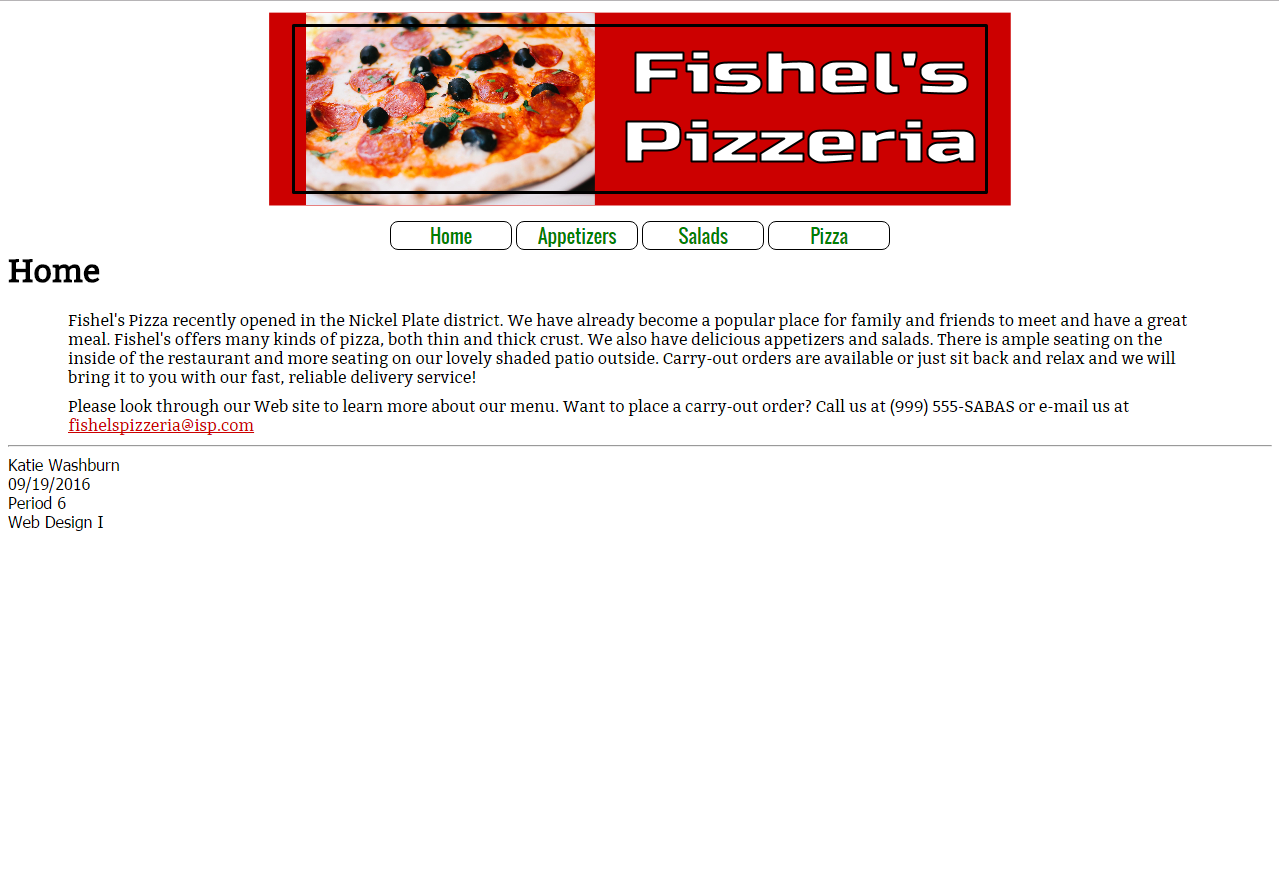 Fishel's
Pizzeria
Home Appetizers Salads Pizza
Home
Fishel's Pizza recently opened in the Nickel Plate district. We have already become a popular place for family and friends to meet and have a great
meal. Fishel's offers many kinds of pizza, both thin and thick crust. We also have delicious appetizers and salads. There is ample seating on the
inside of the restaurant and more seating on our lovely shaded patio outside. Carry-out orders are available or just sit back and relax and we will
bring it to you with our fast, reliable delivery service!
Please look through our Web site to learn more about our menu. Want to place a carry-out order? Call us at (999) 555-SABAS or e-mail us at
fishelspizzeria@isp.com
Katie Washburn
09/19/2016
Period 6
Web Design I